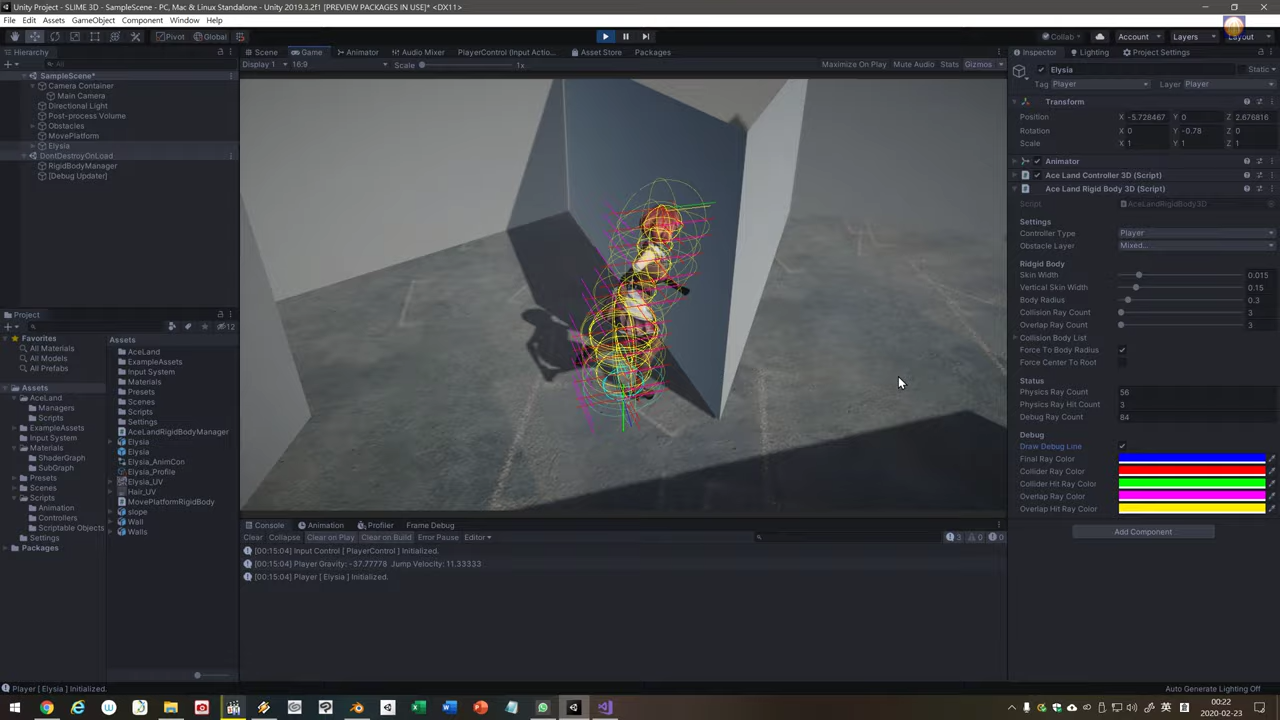 Unity Project - SLIME 3D - SampleScene - PC, Mac & Linux Standalone - Unity 2019.3.2f1 [PREVIEW PACKAGES IN USE]* <DX11>
File Edit Assets GameObject Component Window Help
Pivot Global Collab Account Layers Layout
Hierarchy
All
SampleScene*
Camera Container
Main Camera
Directional Light
Post-process Volume
Obstacles
MovePlatform
Elysia
DontDestroyOnLoad
RigidBodyManager
[Debug Updater]
Scene Game Animator Audio Mixer PlayerControl (Input Actio... Asset Store Packages
Display 1 16:9 Scale 1x Maximize On Play Mute Audio Stats Gizmos
Project
12
Favorites
All Materials
All Models
All Prefabs
Assets
AceLand
Managers
Scripts
ExampleAssets
Input System
Materials
ShaderGraph
SubGraph
Presets
Scenes
Scripts
Animation
Controllers
Scriptable Objects
Settings
Packages
Assets
AceLand
ExampleAssets
Input System
Materials
Presets
Scenes
Scripts
Settings
AceLandRigidBodyManager
Elysia
Elysia
Elysia_AnimCon
Elysia_Profile
Elysia_UV
Hair_UV
MovePlatformRigidBody
slope
Wall
Walls
Console Animation Profiler Frame Debug
Clear Collapse Clear on Play Clear on Build Error Pause Editor 3 0 0
[00:15:04] Input Control [ PlayerControl ] Initialized.
[00:15:04] Player Gravity: -37.77778 Jump Velocity: 11.33333
[00:15:04] Player [ Elysia ] Initialized.
Inspector Lighting Project Settings
Elysia Static
Tag Player Layer Player
Transform
Position X -5.728467 Y 0 Z 2.676816
Rotation X 0 Y -0.78 Z 0
Scale X 1 Y 1 Z 1
Animator
Ace Land Controller 3D (Script)
Ace Land Rigid Body 3D (Script)
Script AceLandRigidBody3D
Settings
Controller Type Player
Obstacle Layer Mixed...
Ridgid Body
Skin Width 0.015
Vertical Skin Width 0.15
Body Radius 0.3
Collision Ray Count 3
Overlap Ray Count 3
Collision Body List
Force To Body Radius
Force Center To Root
Status
Physics Ray Count 56
Physics Ray Hit Count 3
Debug Ray Count 84
Debug
Draw Debug Line
Final Ray Color
Collider Ray Color
Collider Hit Ray Color
Overlap Ray Color
Overlap Hit Ray Color
Add Component
Player [ Elysia ] Initialized.
Auto Generate Lighting Off
00:22
2020-02-23